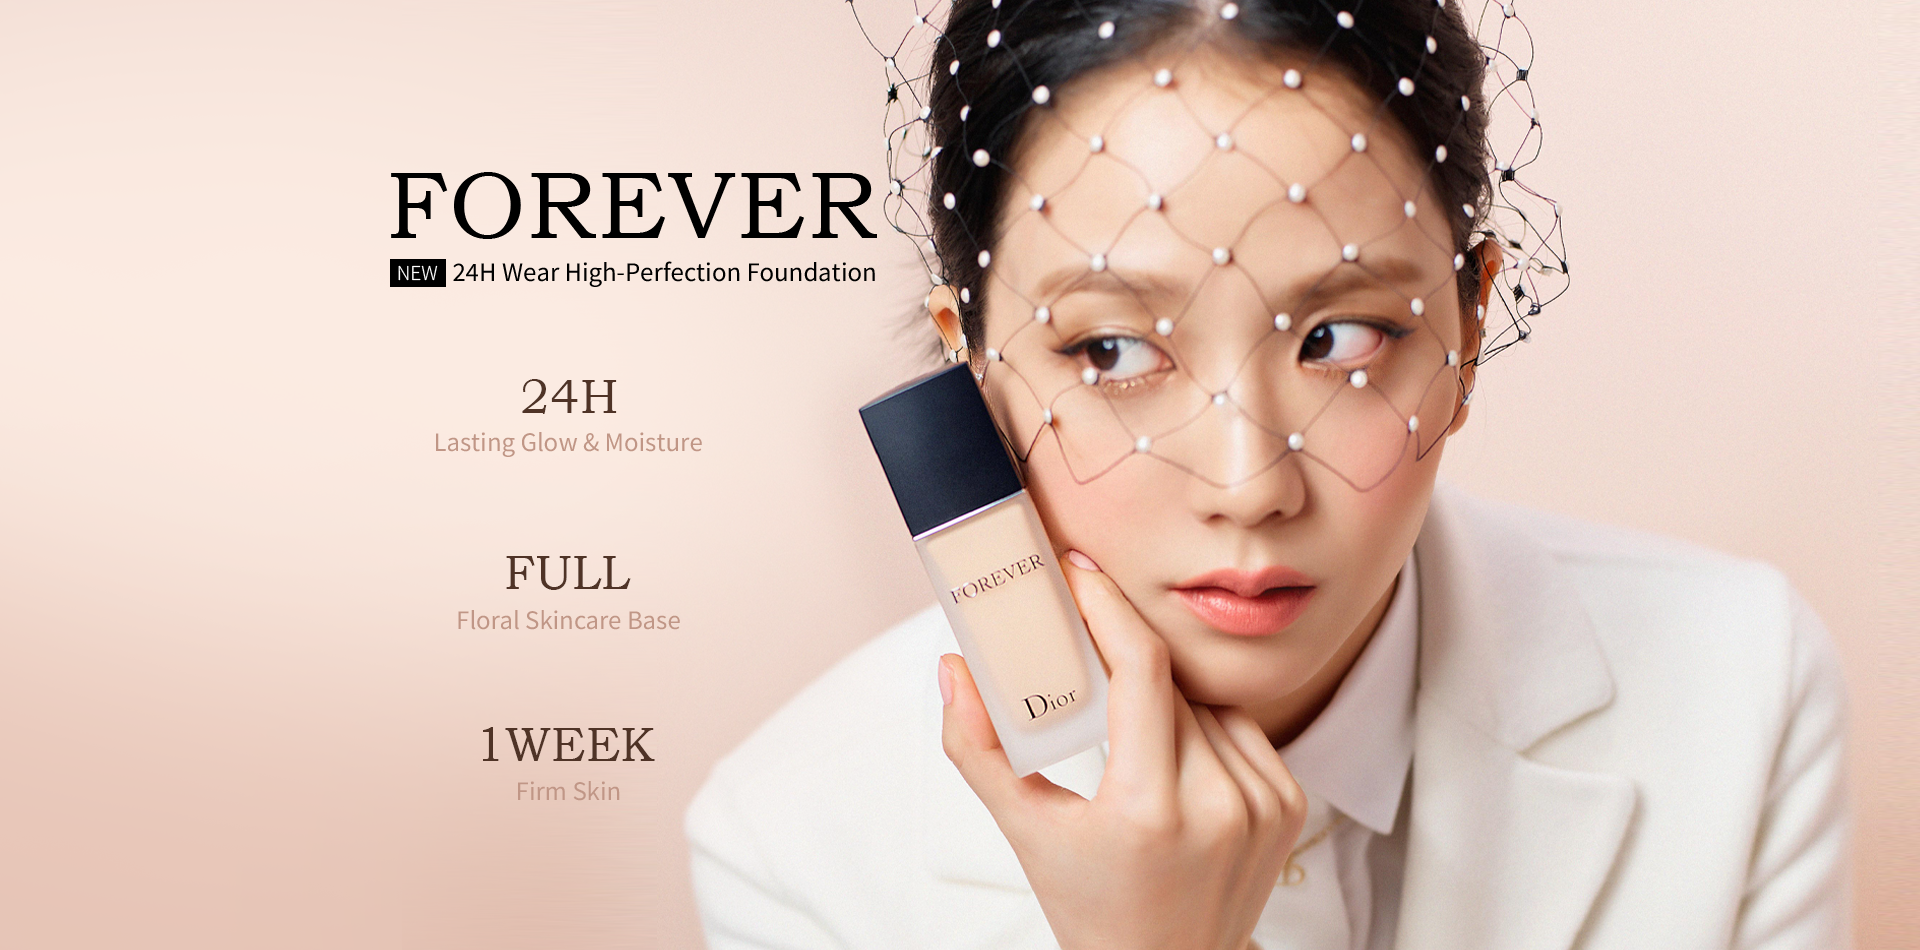 FOREVER
NEW 24H Wear High-Perfection Foundation
24H
Lasting Glow & Moisture
FULL
Floral Skincare Base
1WEEK
Firm Skin
FOREVER
Dior